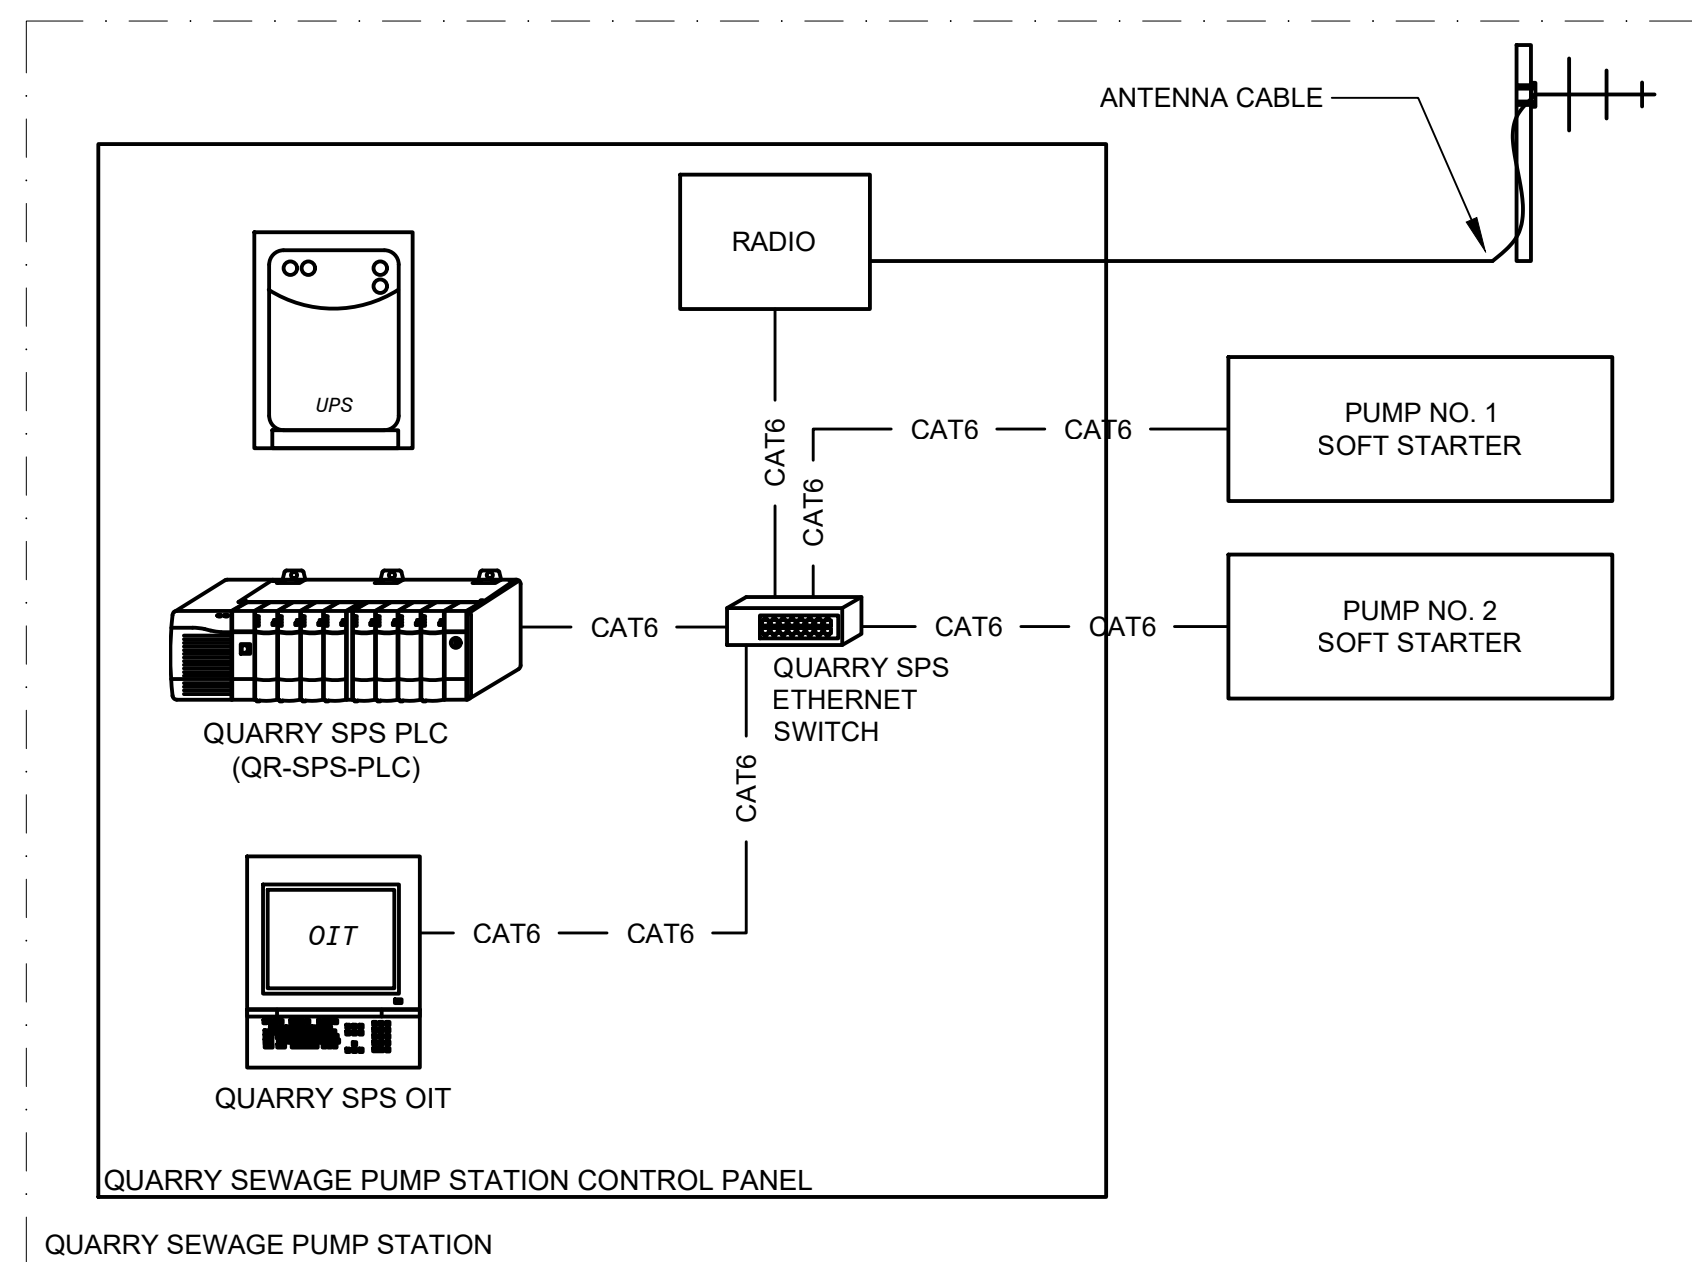 ANTENNA CABLE
RADIO
UPS
PUMP NO. 1
SOFT STARTER
CAT6
CAT6
CAT6
CAT6
PUMP NO. 2
SOFT STARTER
CAT6
CAT6
CAT6
QUARRY SPS
ETHERNET
SWITCH
QUARRY SPS PLC
(QR-SPS-PLC)
CAT6
OIT
CAT6
CAT6
QUARRY SPS OIT
QUARRY SEWAGE PUMP STATION CONTROL PANEL
QUARRY SEWAGE PUMP STATION